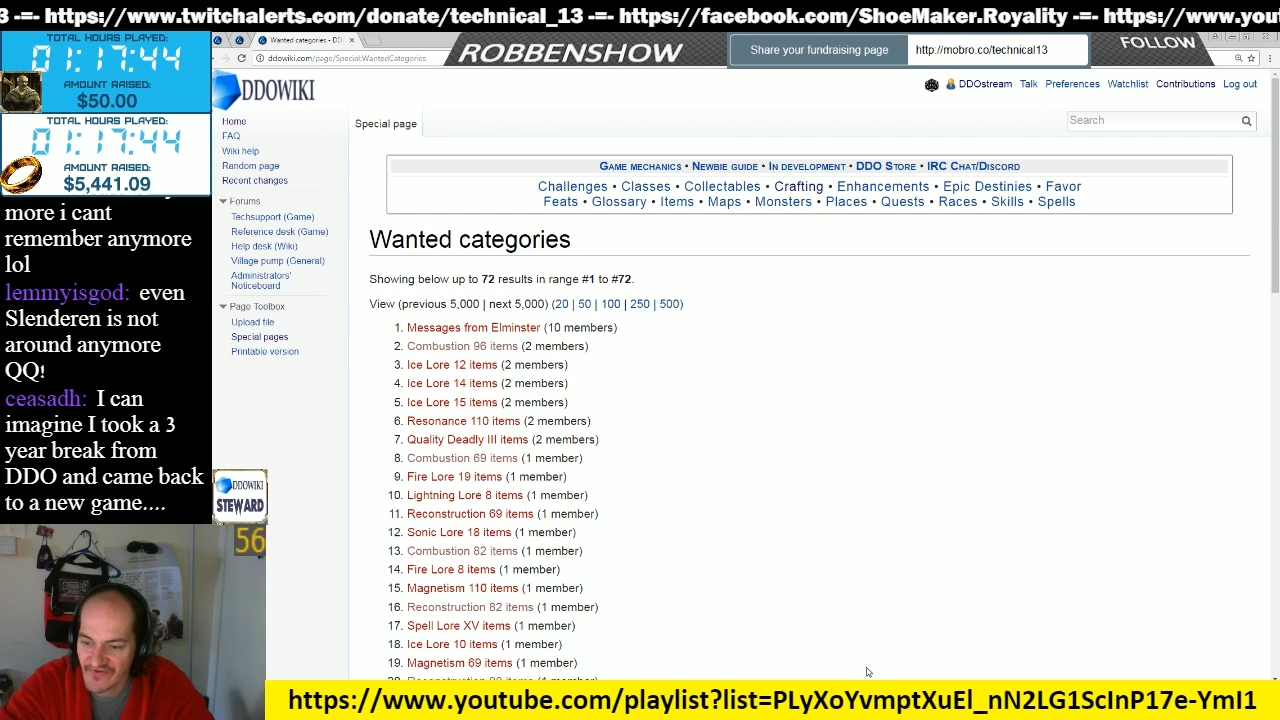 3 -=- https://www.twitchalerts.com/donate/technical_13 -=- https://facebook.com/ShoeMaker.Royality -=- https://www.you
TOTAL HOURS PLAYED:
01:17:44
AMOUNT RAISED:
$50.00
TOTAL HOURS PLAYED:
01:17:44
AMOUNT RAISED:
$5,441.09
more i cant
remember anymore
lol
lemmyisgod: even
Slenderen is not
around anymore
QQ!
ceasadh: I can
imagine I took a 3
year break from
DDO and came back
to a new game....
Wanted categories - DD
ddowiki.com/page/Special:WantedCategories
ROBBENSHOW
Share your fundraising page
http://mobro.co/technical13
FOLLOW
DDOWIKI
DDOstream Talk Preferences Watchlist Contributions Log out
Special page
Search
Home
FAQ
Wiki help
Random page
Recent changes
Forums
Techsupport (Game)
Reference desk (Game)
Help desk (Wiki)
Village pump (General)
Administrators'
Noticeboard
Page Toolbox
Upload file
Special pages
Printable version
DDOWIKI
STEWARD
56
Game mechanics • Newbie guide • In development • DDO Store • IRC Chat/Discord
Challenges • Classes • Collectables • Crafting • Enhancements • Epic Destinies • Favor
Feats • Glossary • Items • Maps • Monsters • Places • Quests • Races • Skills • Spells
Wanted categories
Showing below up to 72 results in range #1 to #72.
View (previous 5,000 | next 5,000) (20 | 50 | 100 | 250 | 500)
1. Messages from Elminster (10 members)
2. Combustion 96 items (2 members)
3. Ice Lore 12 items (2 members)
4. Ice Lore 14 items (2 members)
5. Ice Lore 15 items (2 members)
6. Resonance 110 items (2 members)
7. Quality Deadly III items (2 members)
8. Combustion 69 items (1 member)
9. Fire Lore 19 items (1 member)
10. Lightning Lore 8 items (1 member)
11. Reconstruction 69 items (1 member)
12. Sonic Lore 18 items (1 member)
13. Combustion 82 items (1 member)
14. Fire Lore 8 items (1 member)
15. Magnetism 110 items (1 member)
16. Reconstruction 82 items (1 member)
17. Spell Lore XV items (1 member)
18. Ice Lore 10 items (1 member)
19. Magnetism 69 items (1 member)
https://www.youtube.com/playlist?list=PLyXoYvmptXuEl_nN2LG1ScInP17e-YmI1